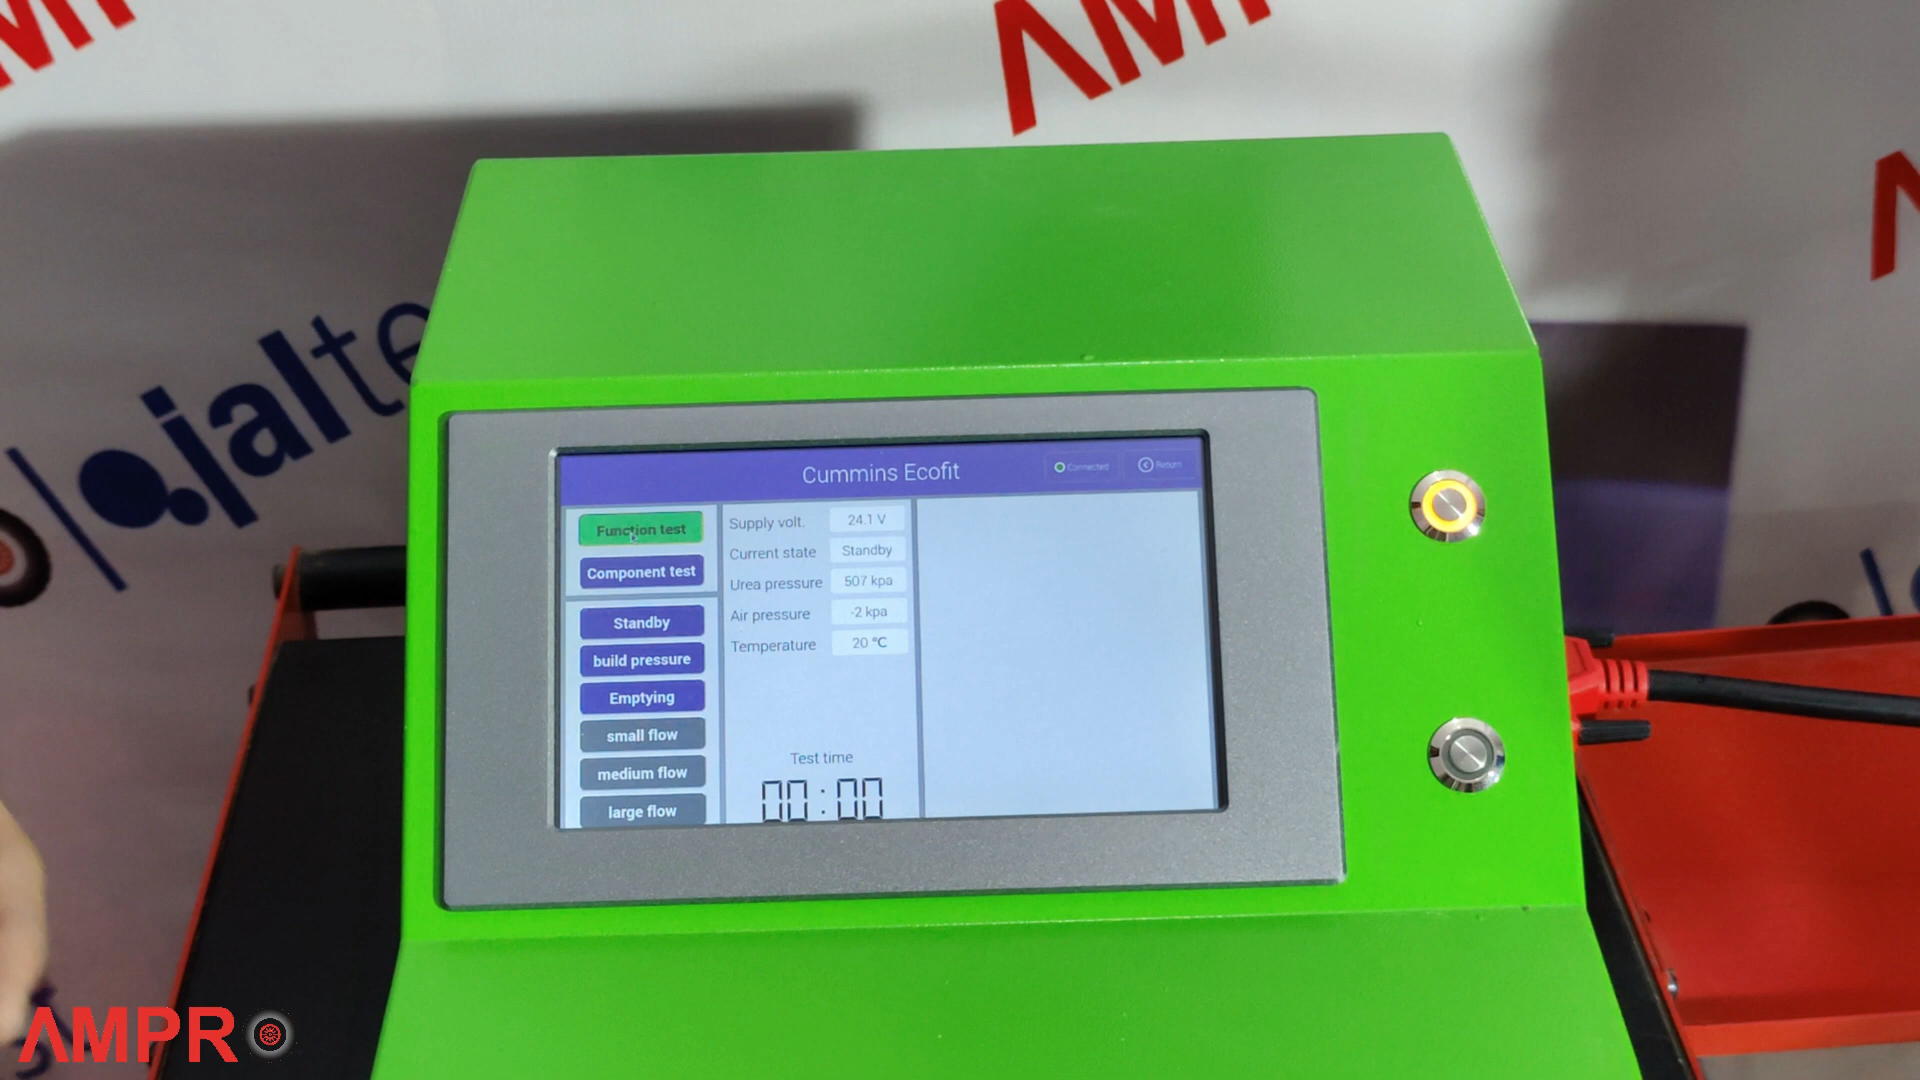 AMPR
jalte
Cummins Ecofit
Connected
Return
Function test
Component test
Standby
build pressure
Emptying
small flow
medium flow
large flow
Supply volt. 24.1 V
Current state Standby
Urea pressure 507 kpa
Air pressure -2 kpa
Temperature 20 °C
Test time
00:00
AMPRO